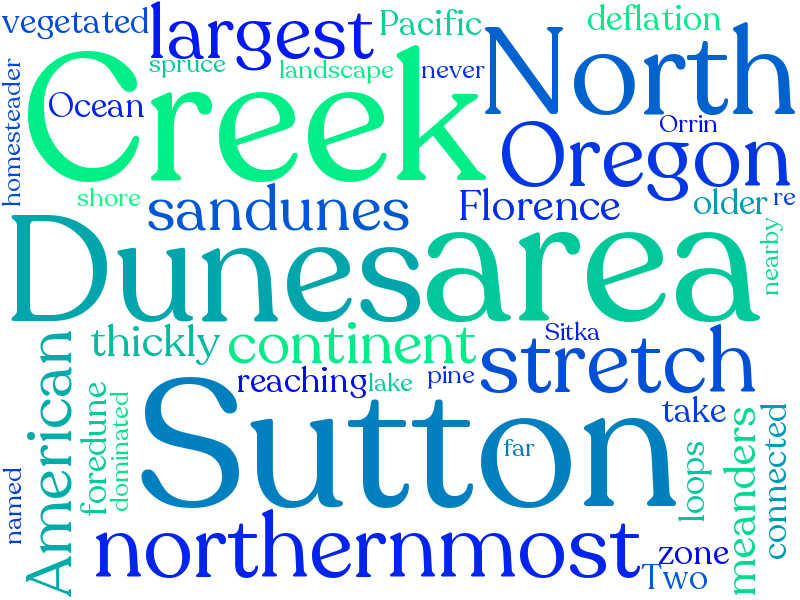 vegetated
largest
Pacific
deflation
spruce
landscape
never
North
Creek
Ocean
homesteader
Orrin
Oregon
shore
sandunes
Florence
older
re
Dunes
area
nearby
thickly
continent
Sitka
stretch
reaching
lake
pine
American
foredune
dominated
Sutton
take
far
meanders
connected
loops
named
northernmost
zone
Two